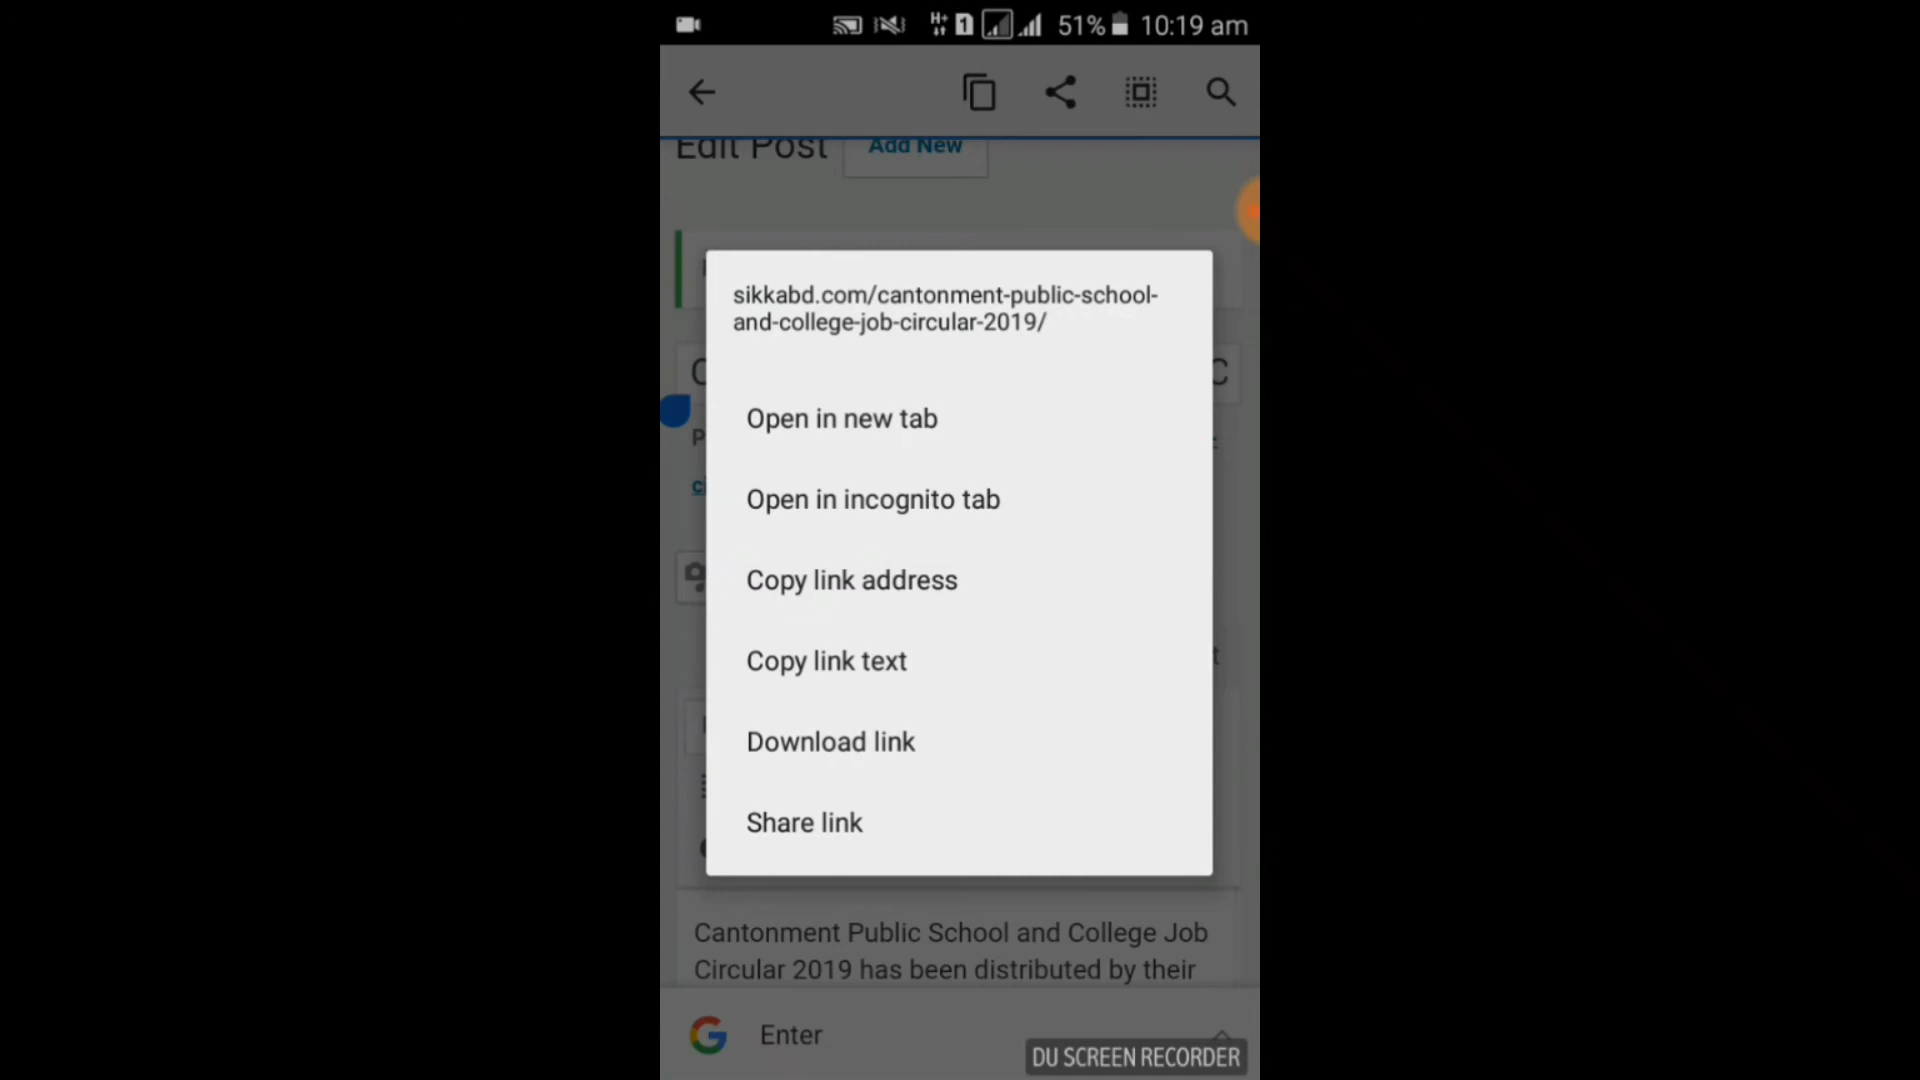 1 51% 10:19 am
Edit Post Add New
sikkabd.com/cantonment-public-school-
and-college-job-circular-2019/
Open in new tab
Open in incognito tab
Copy link address
Copy link text
Download link
Share link
Cantonment Public School and College Job
Circular 2019 has been distributed by their
Enter
DU SCREEN RECORDER